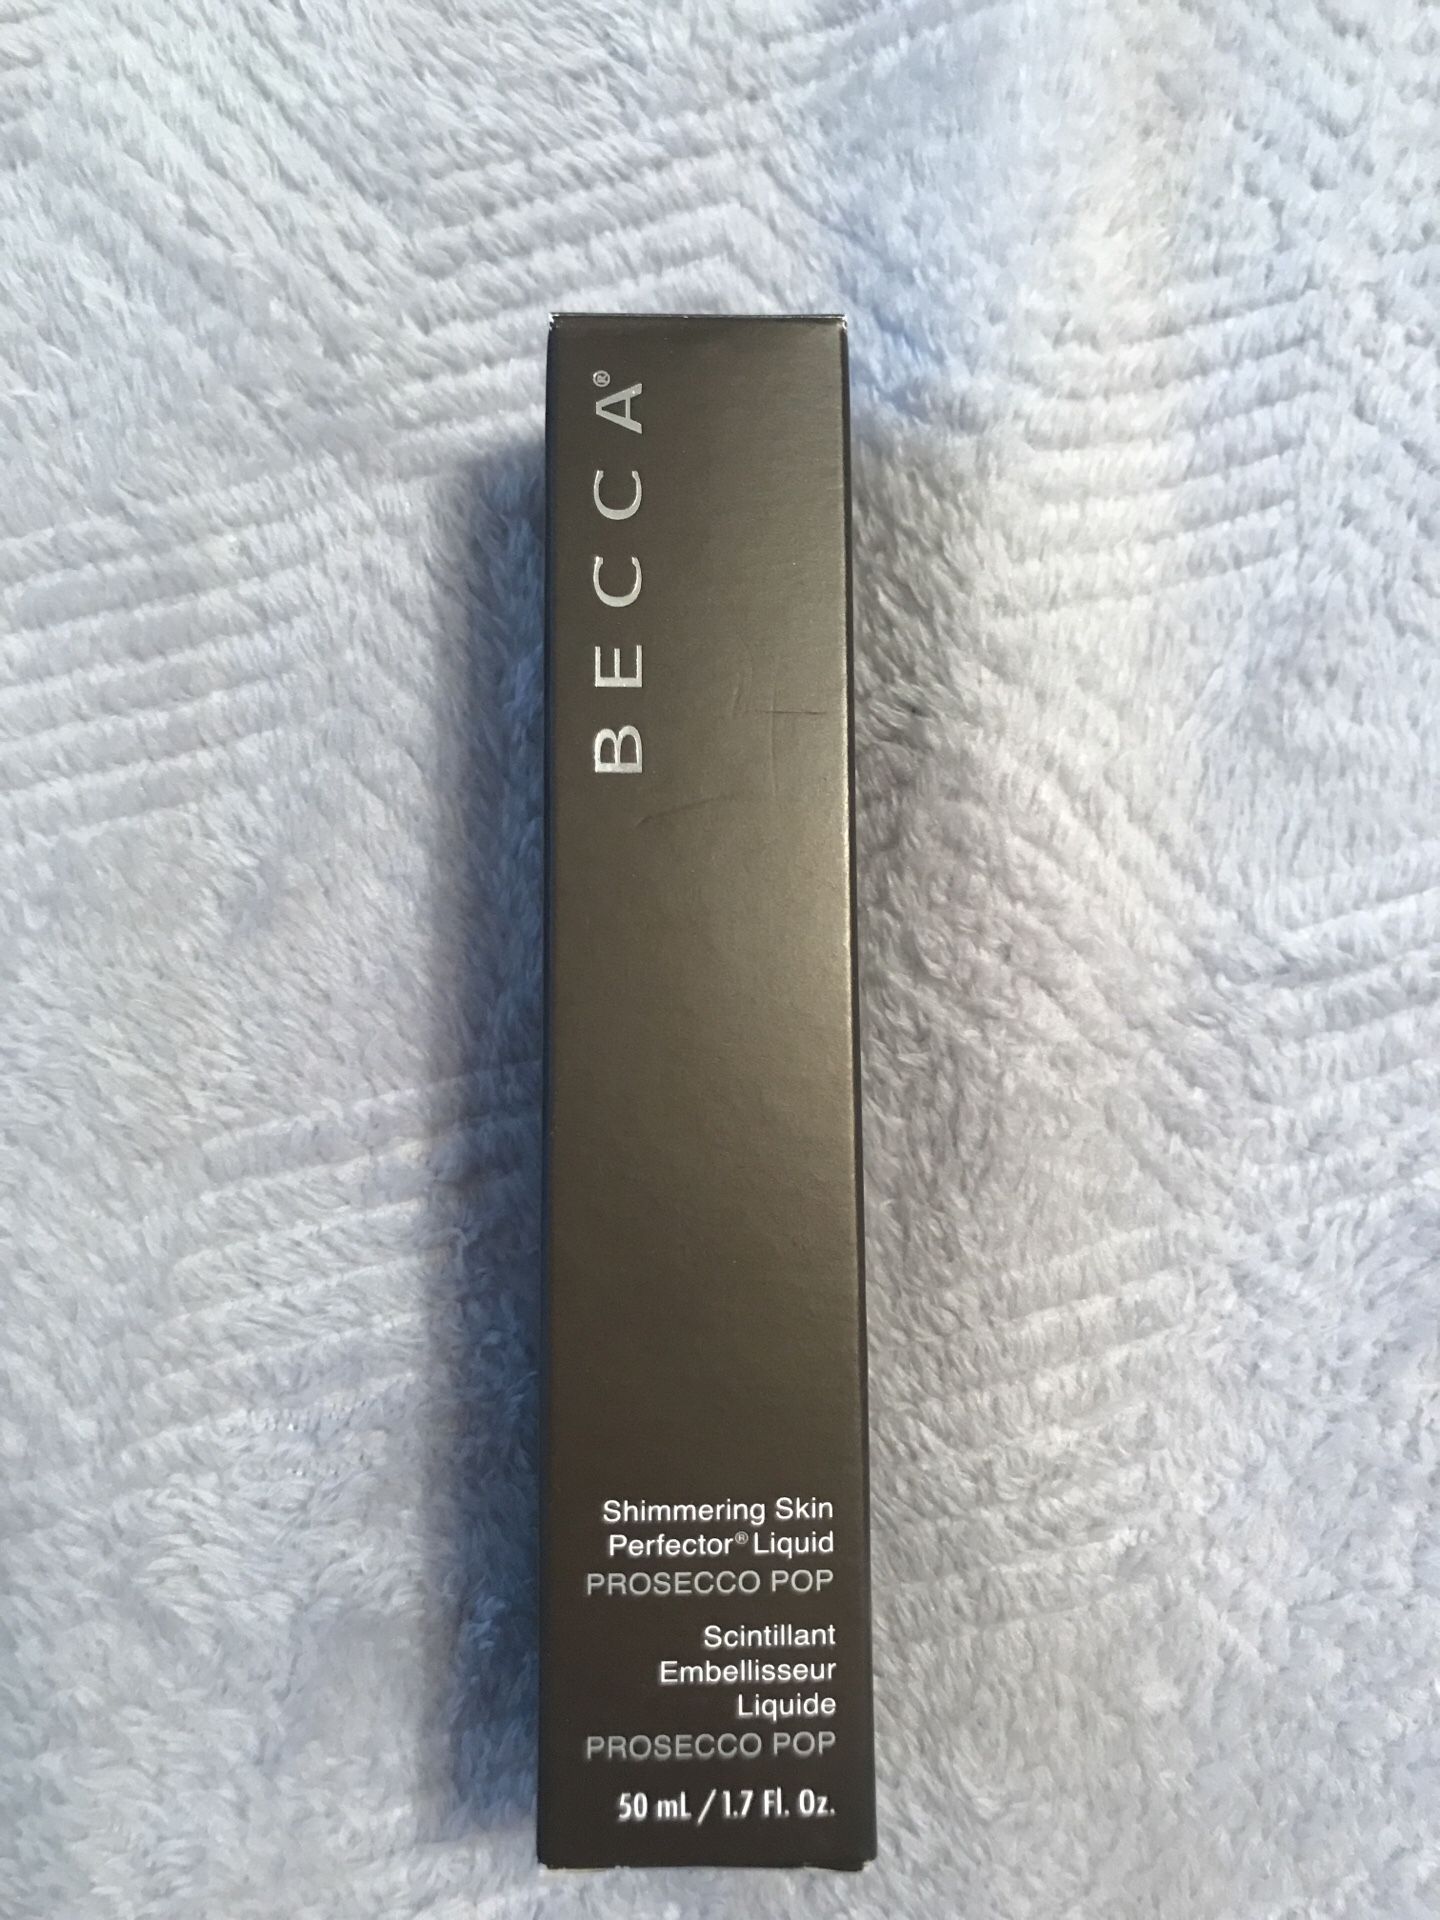 BECCA®
Shimmering Skin
Perfector® Liquid
PROSECCO POP
Scintillant
Embellisseur
Liquide
PROSECCO POP
50 mL / 1.7 Fl. Oz.